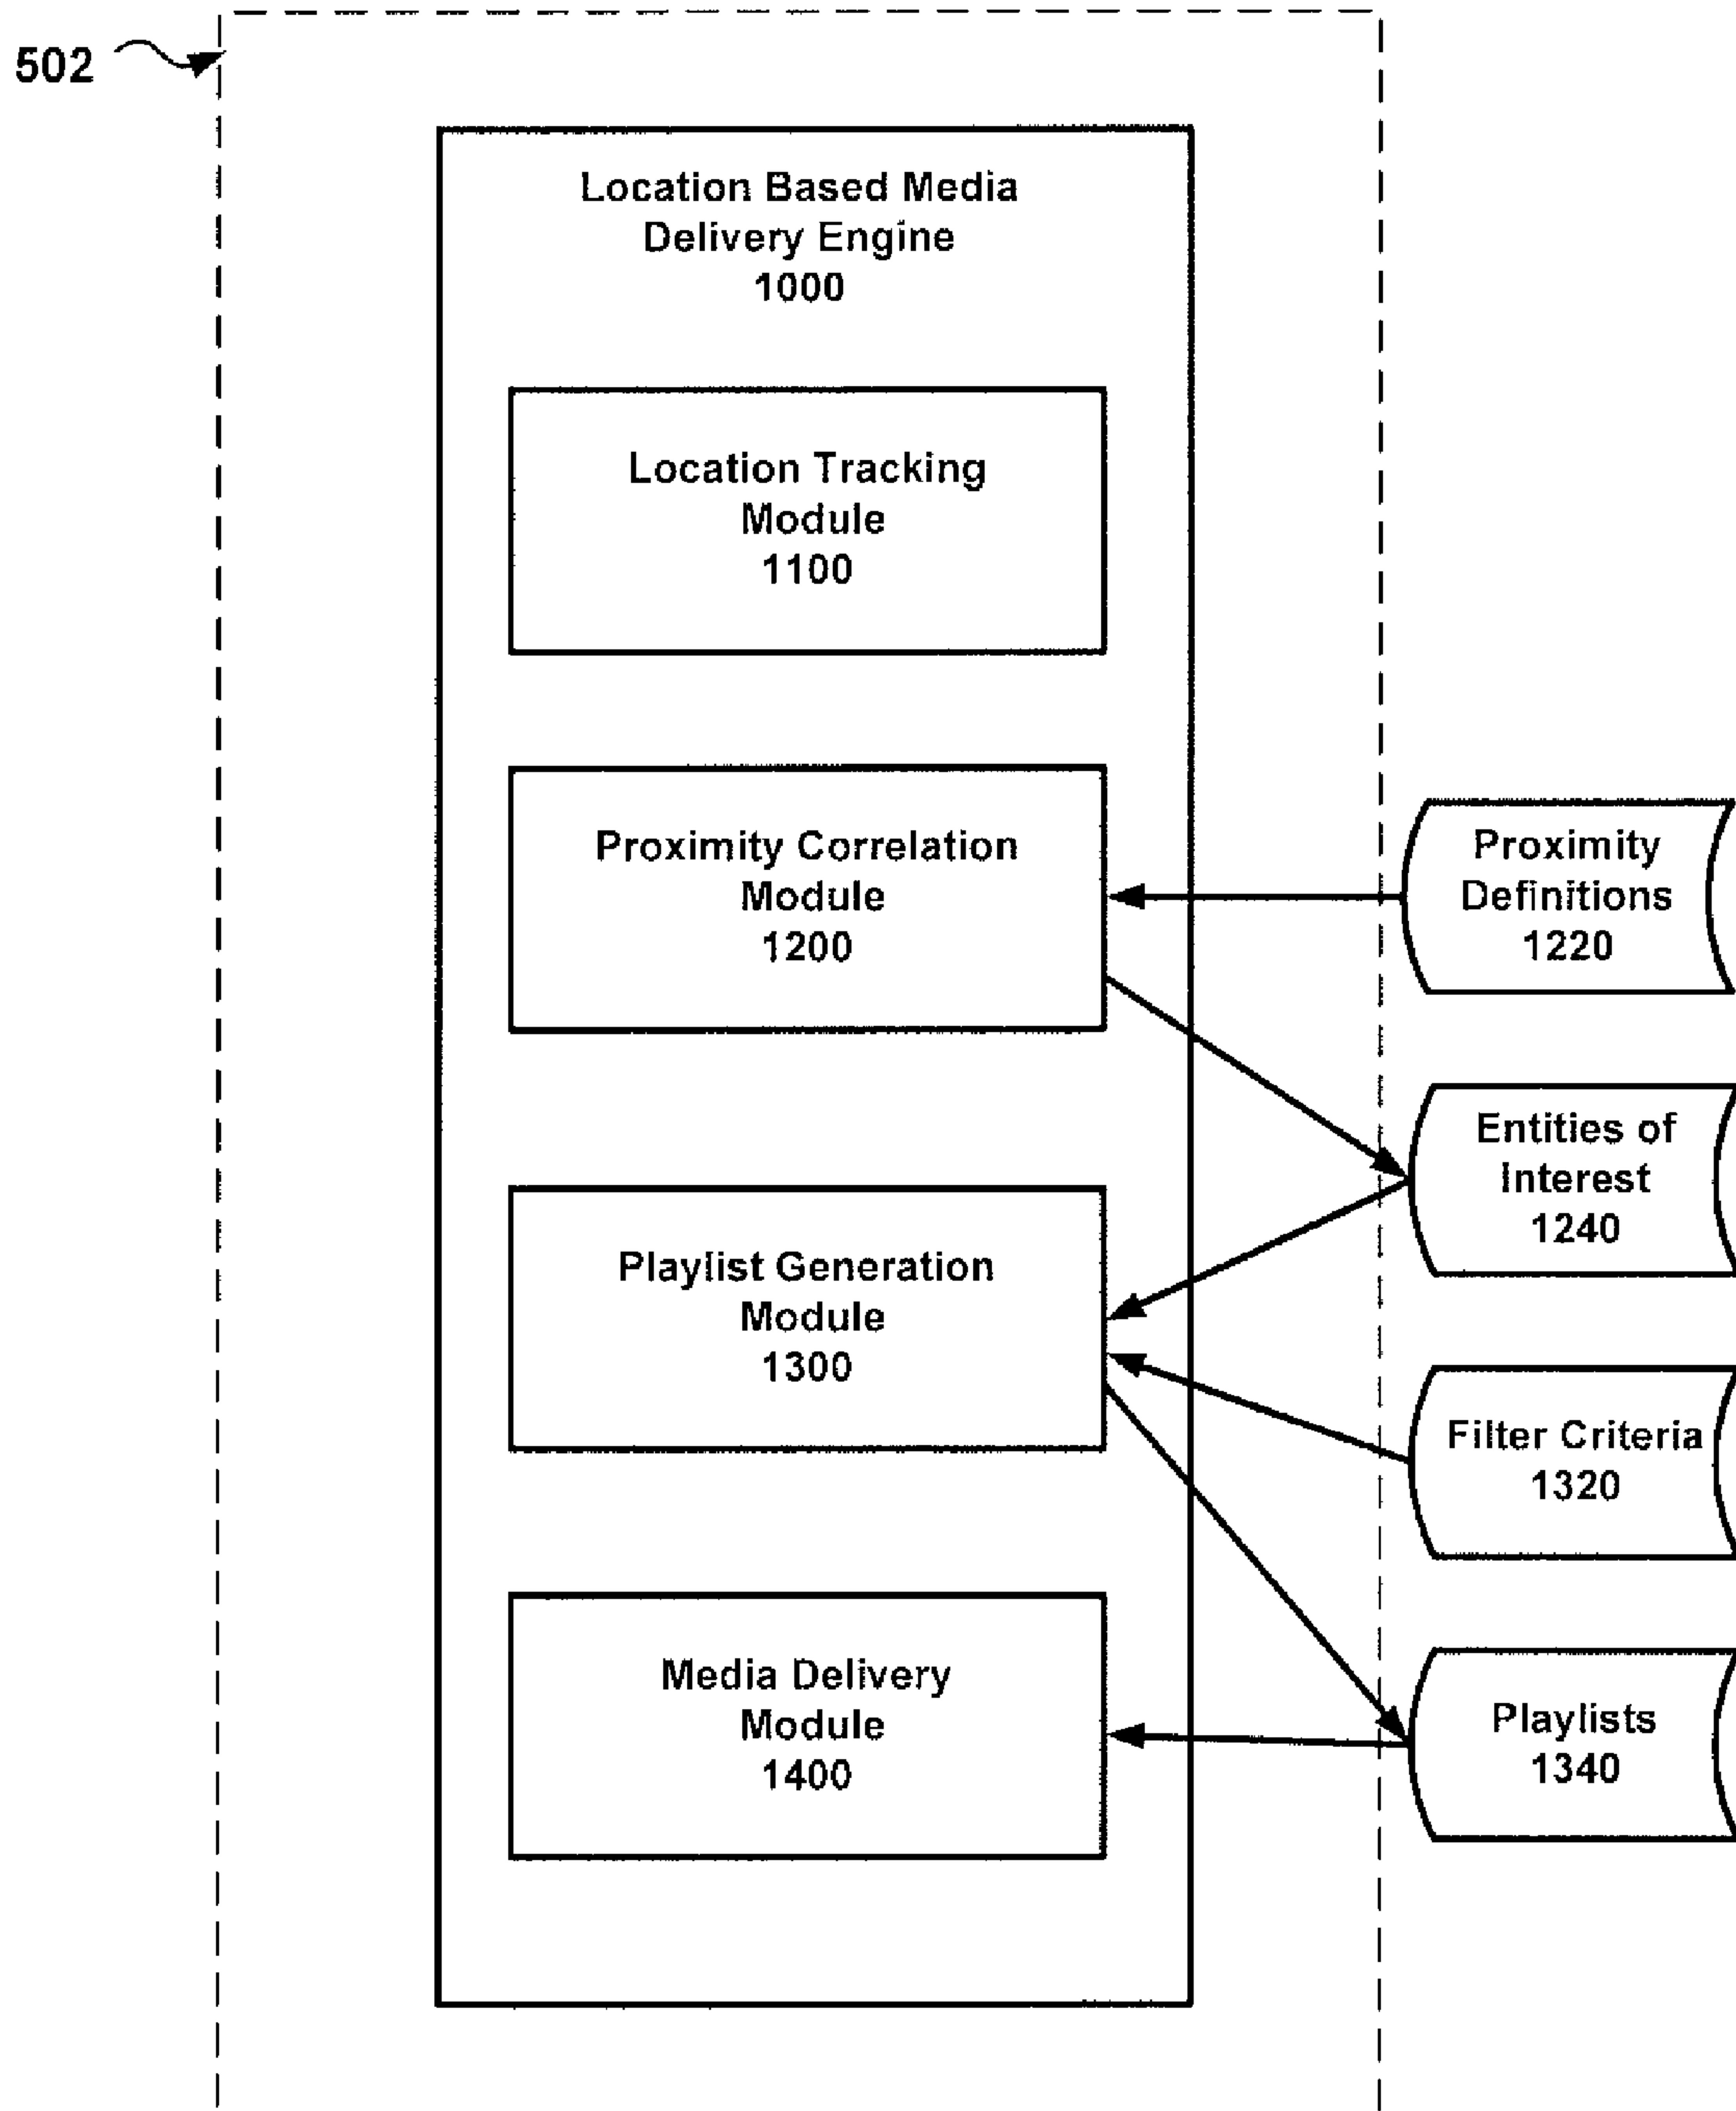 502
Location Based Media
Delivery Engine
1000
Location Tracking
Module
1100
Proximity Correlation
Module
1200
Proximity
Definitions
1220
Entities of
Interest
1240
Playlist Generation
Module
1300
Filter Criteria
1320
Media Delivery
Module
1400
Playlists
1340